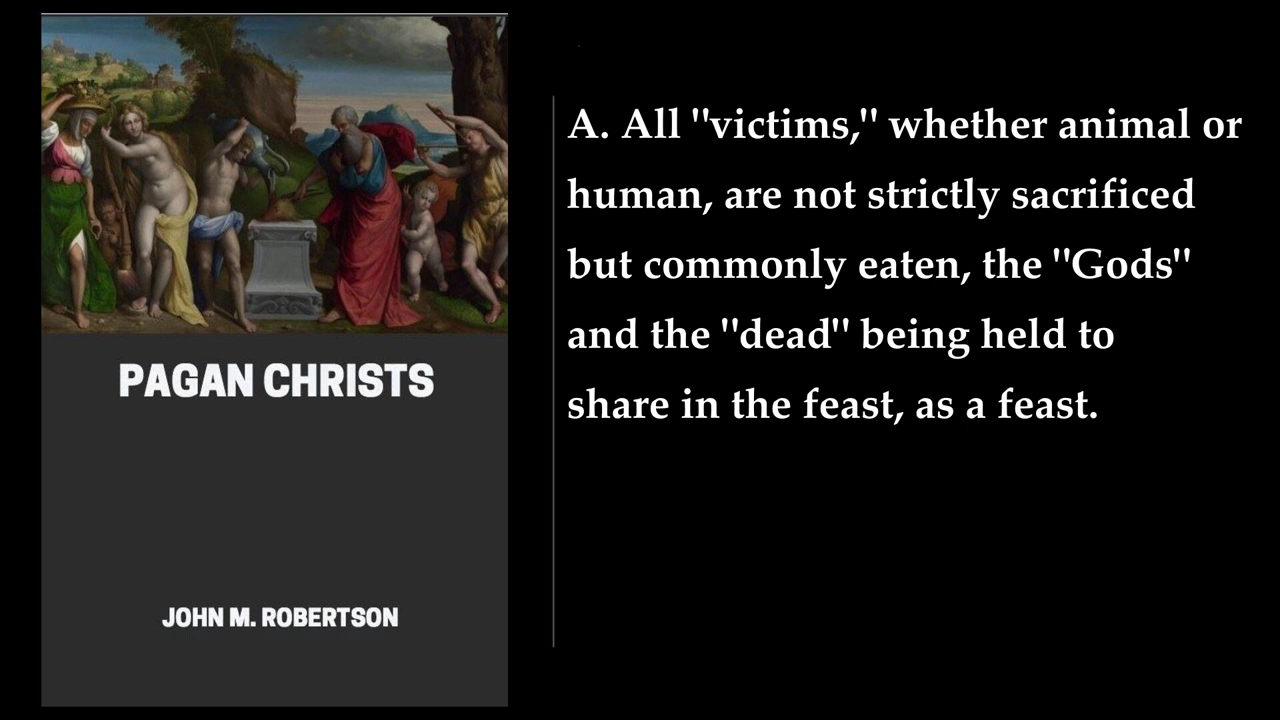 PAGAN CHRISTS
JOHN M. ROBERTSON
A. All "victims," whether animal or
human, are not strictly sacrificed
but commonly eaten, the "Gods"
and the "dead" being held to
share in the feast, as a feast.